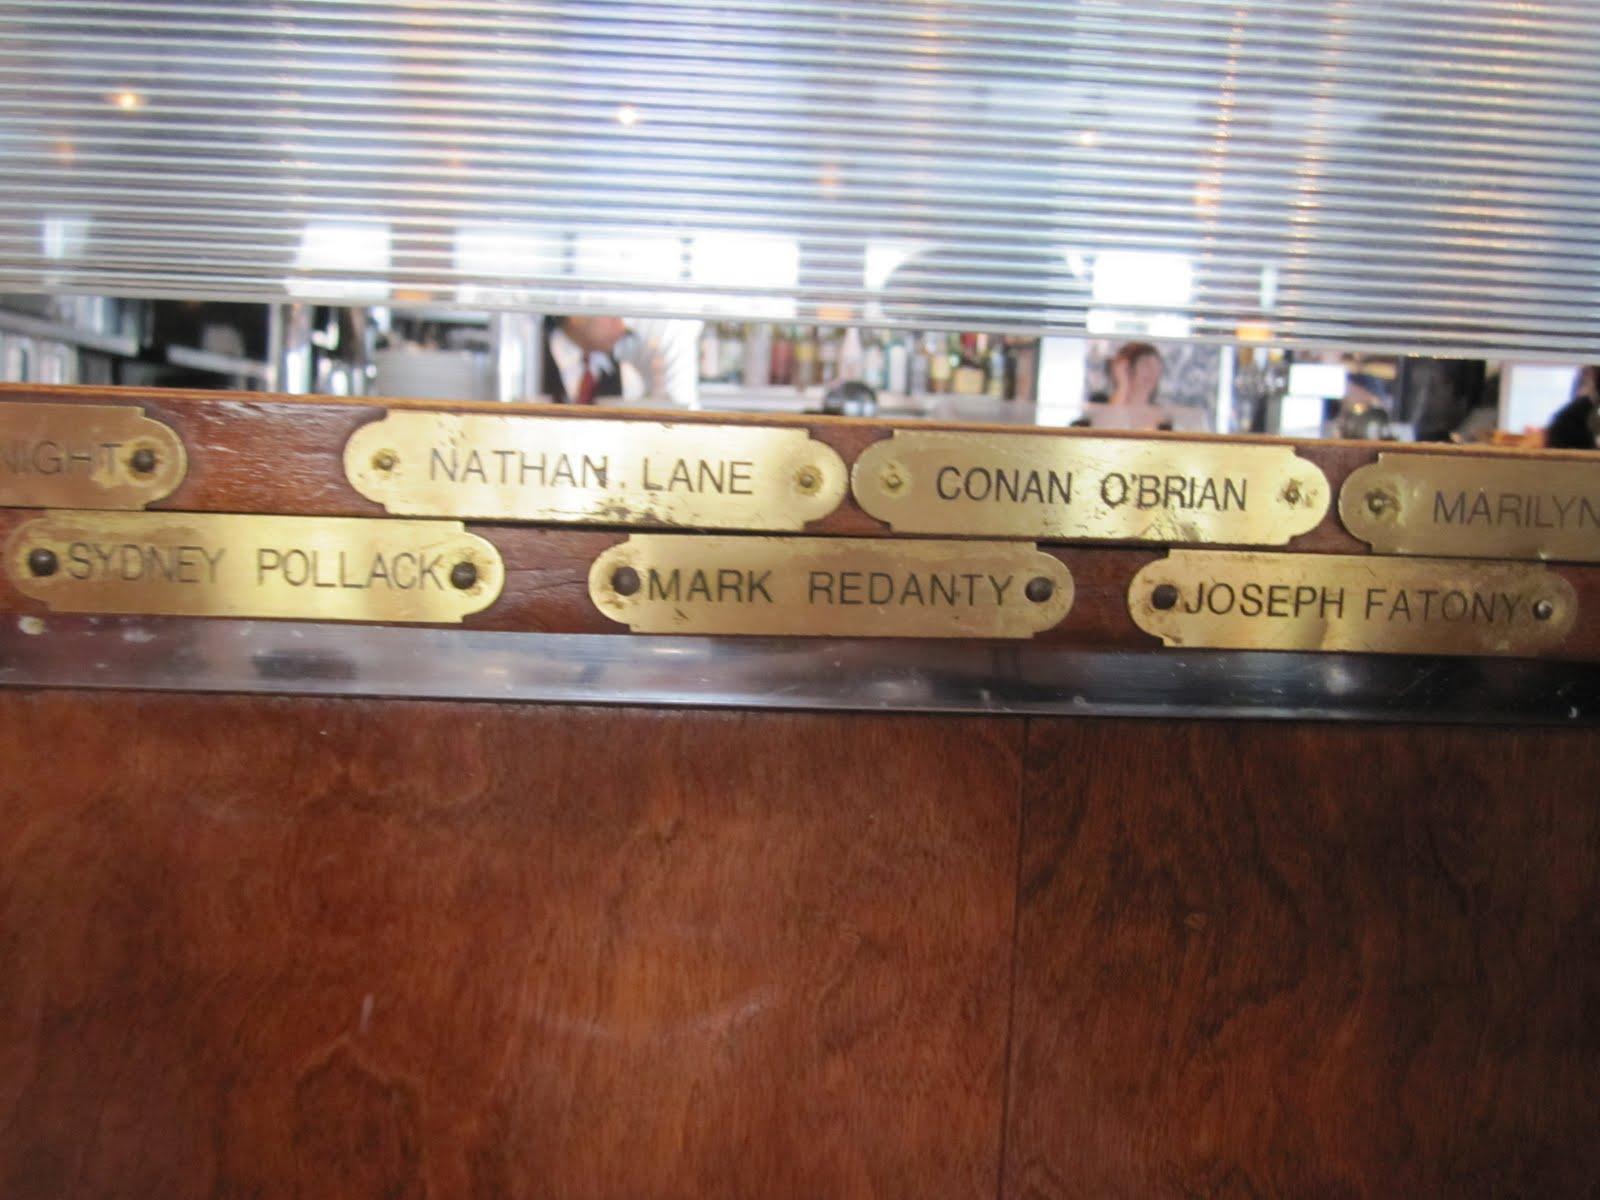 NIGHT
NATHAN LANE
CONAN O'BRIAN
MARILYN
SYDNEY POLLACK
MARK REDANTY
JOSEPH FATONY